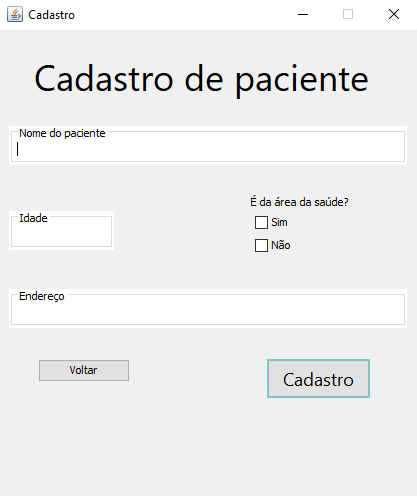 Cadastro
Cadastro de paciente
Nome do paciente
É da área da saúde?
Idade
Sim
Não
Endereço
Voltar
Cadastro